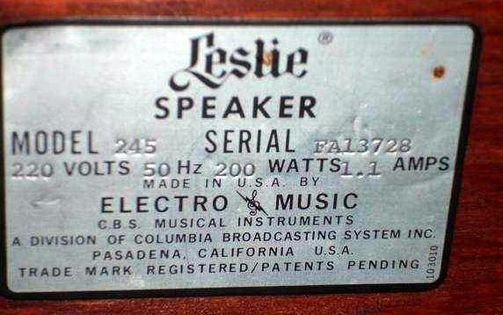 Leslie®
SPEAKER
MODEL 245 SERIAL FA13728
220 VOLTS 50 Hz 200 WATTS 1.1 AMPS
MADE IN U.S.A. BY
ELECTRO MUSIC
C.B.S. MUSICAL INSTRUMENTS
A DIVISION OF COLUMBIA BROADCASTING SYSTEM INC.
PASADENA, CALIFORNIA U.S.A.
TRADE MARK REGISTERED/PATENTS PENDING
103010